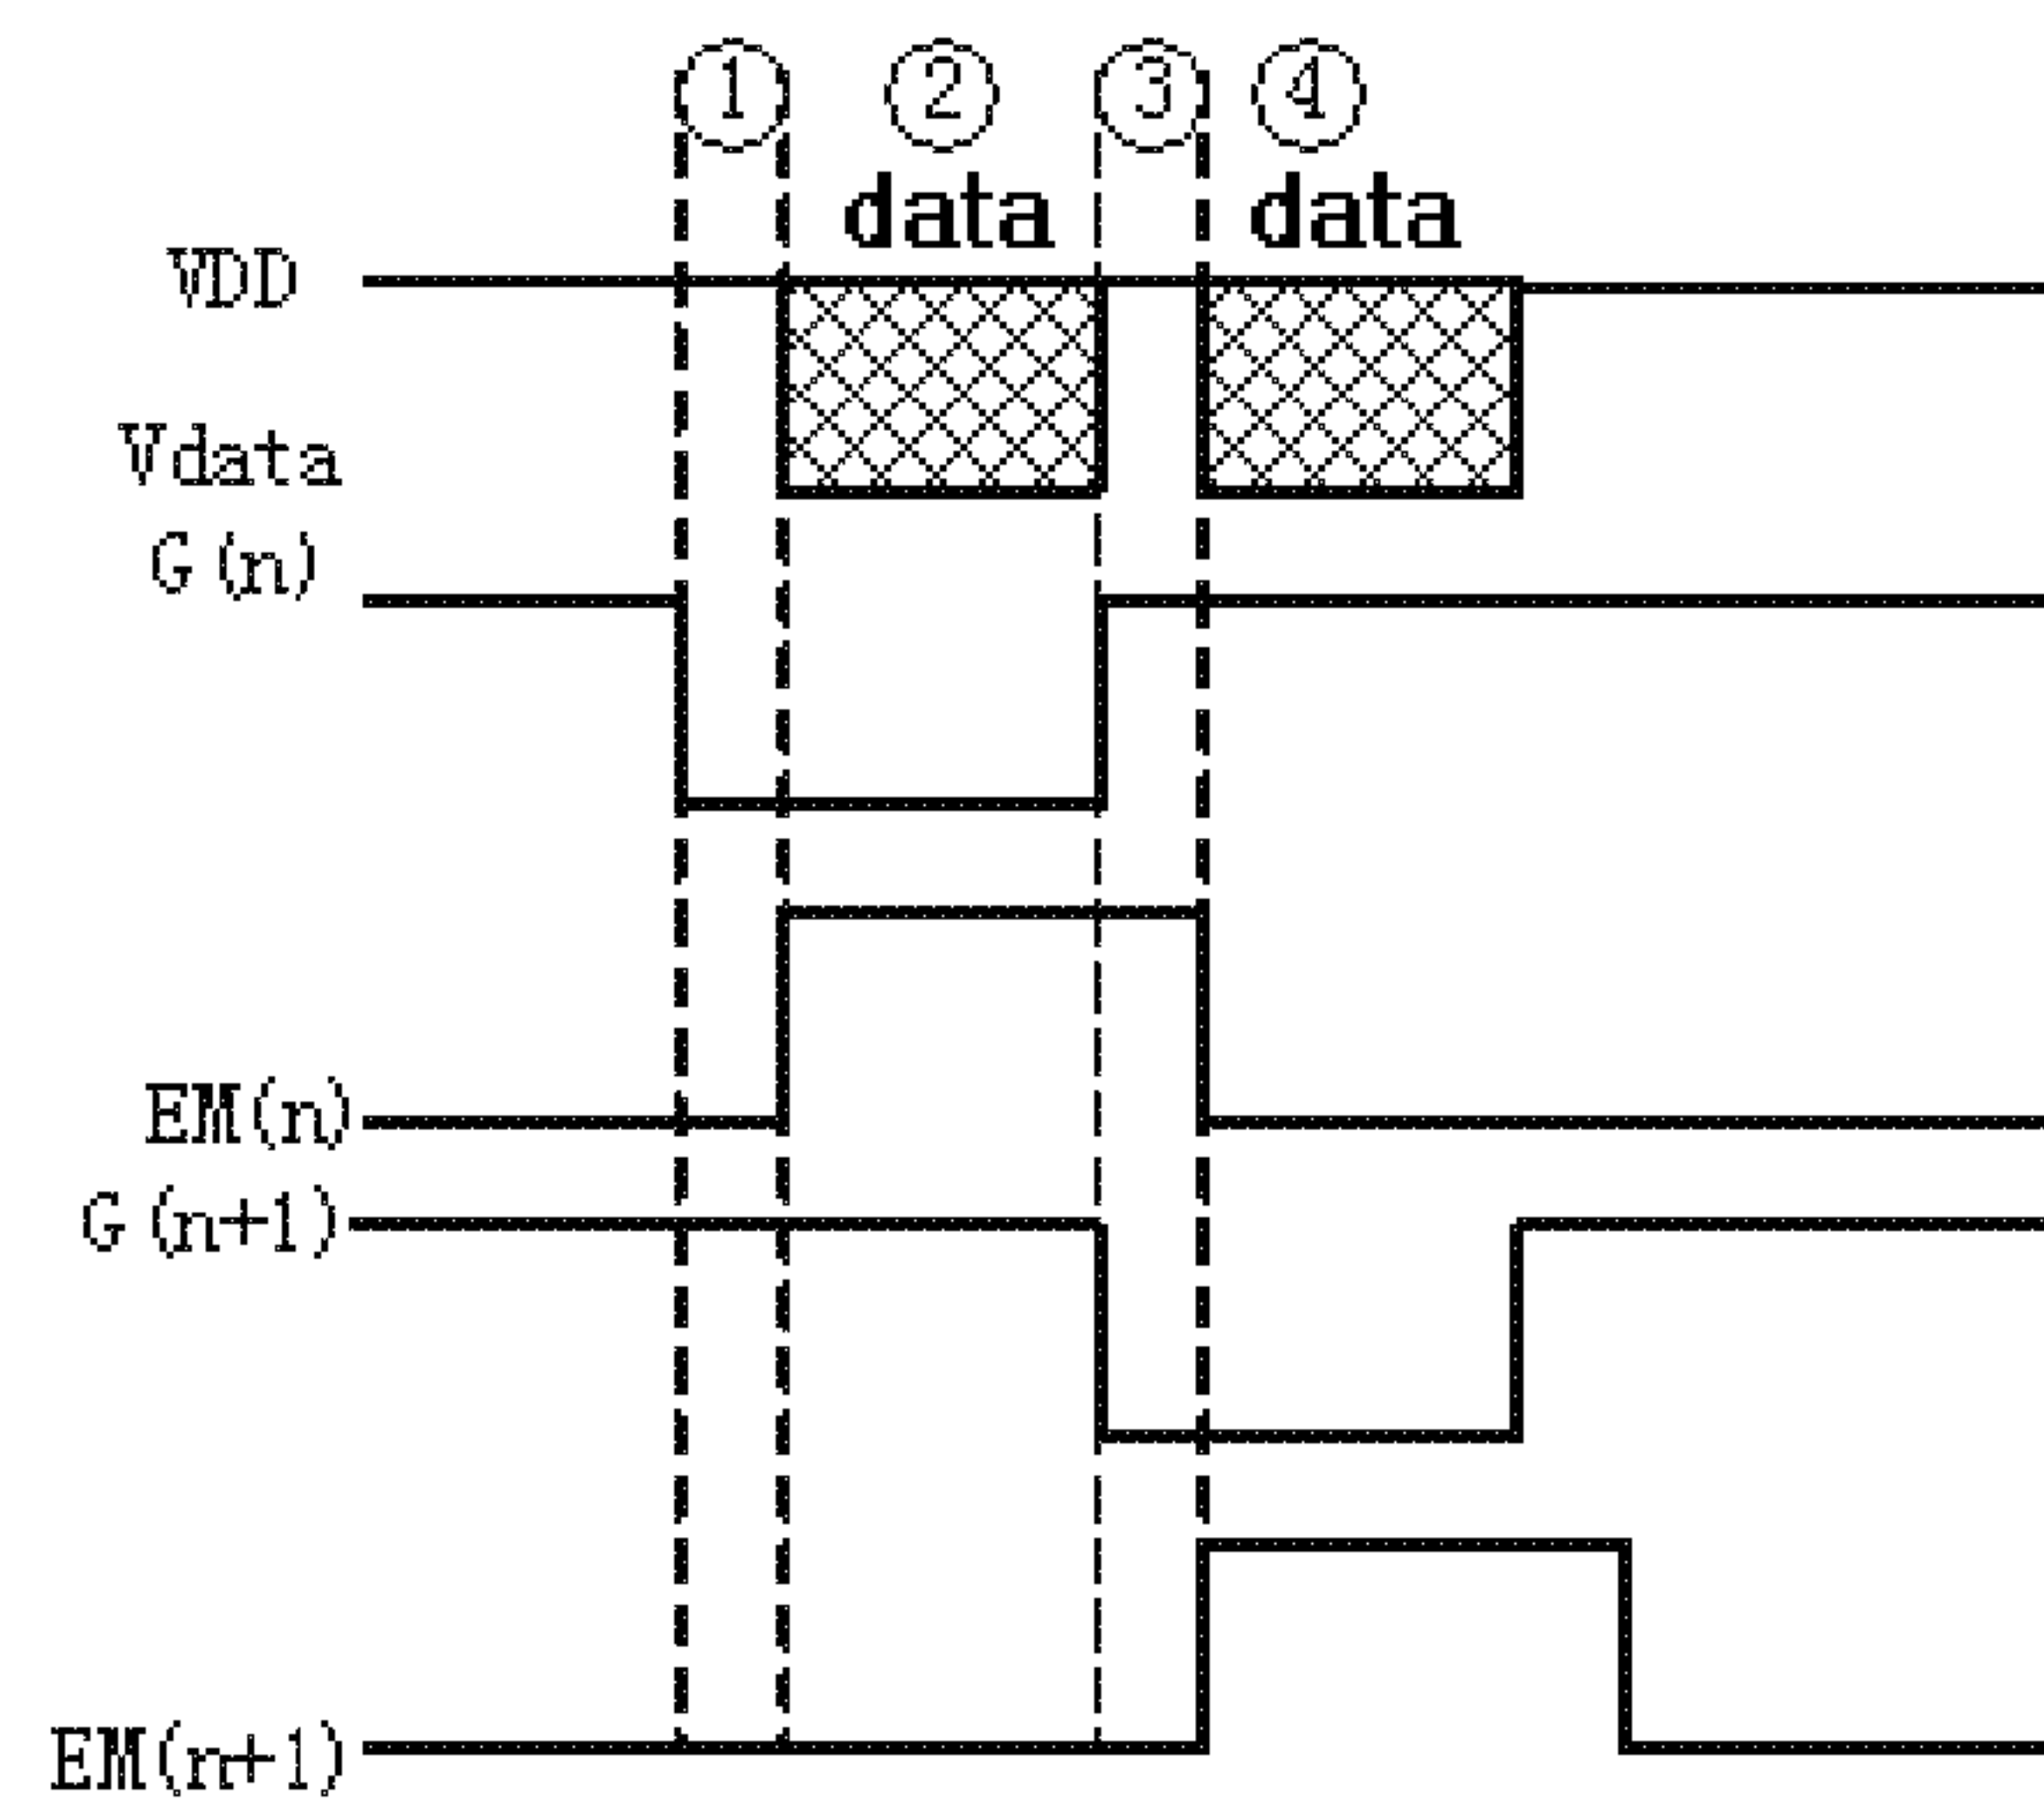 ① ② ③ ④
data data
VDD
Vdata
G(n)
EM(n)
G(n+1)
EM(n+1)